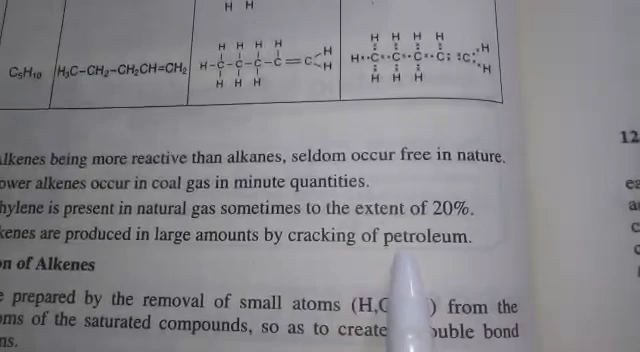 H H
C5H10 H3C–CH2–CH2CH=CH2
H H H H
H–C–C–C–C=C H
H
H H H
H H H H
H C C C C C H
H
H H H
Alkenes being more reactive than alkanes, seldom occur free in nature.
ower alkenes occur in coal gas in minute quantities.
hylene is present in natural gas sometimes to the extent of 20%.
kenes are produced in large amounts by cracking of petroleum.
on of Alkenes
e prepared by the removal of small atoms (H, ) from the
oms of the saturated compounds, so as to create uble bond
ns.
12
ea